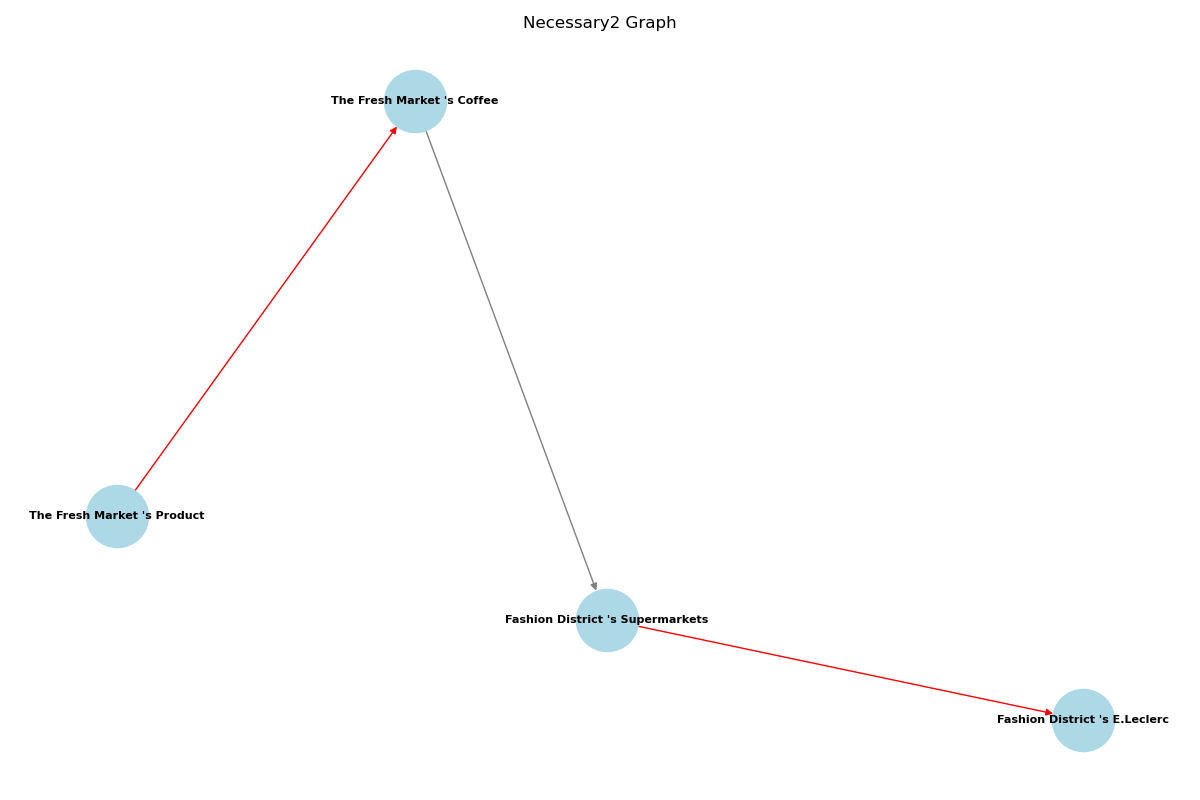 Necessary2 Graph
The Fresh Market 's Coffee
The Fresh Market 's Product
Fashion District 's Supermarkets
Fashion District 's E.Leclerc